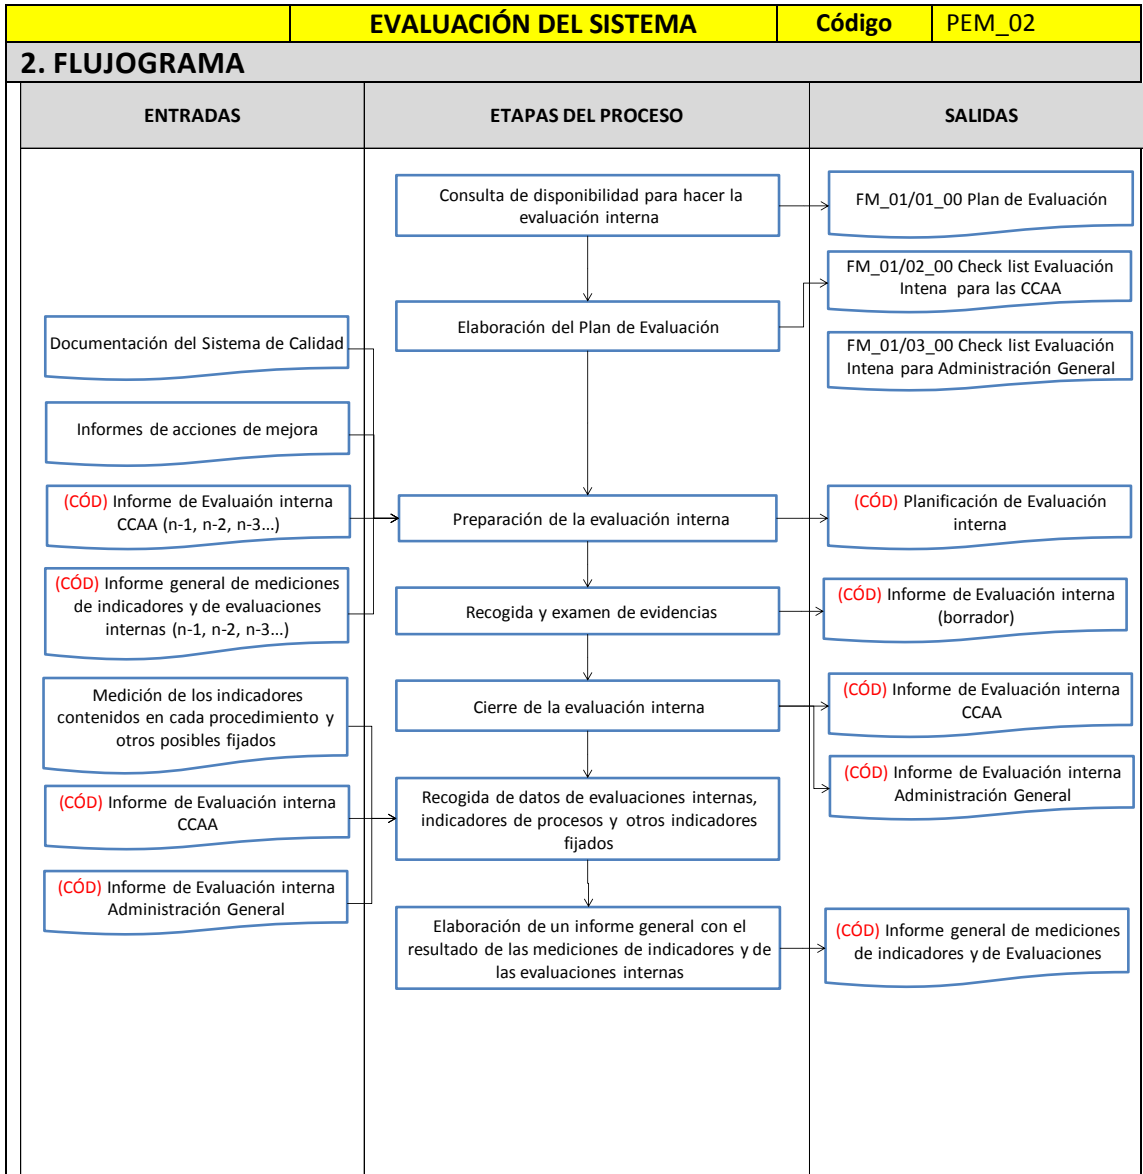 EVALUACIÓN DEL SISTEMA Código PEM_02
2. FLUJOGRAMA
ENTRADAS ETAPAS DEL PROCESO SALIDAS
Consulta de disponibilidad para hacer la
evaluación interna
FM_01/01_00 Plan de Evaluación
Elaboración del Plan de Evaluación
FM_01/02_00 Check list Evaluación
Intena para las CCAA
FM_01/03_00 Check list Evaluación
Intena para Administración General
Documentación del Sistema de Calidad
Informes de acciones de mejora
(CÓD) Informe de Evaluaión interna
CCAA (n-1, n-2, n-3...)
(CÓD) Informe general de mediciones
de indicadores y de evaluaciones
internas (n-1, n-2, n-3...)
Preparación de la evaluación interna
(CÓD) Planificación de Evaluación
interna
Recogida y examen de evidencias
(CÓD) Informe de Evaluación interna
(borrador)
Cierre de la evaluación interna
(CÓD) Informe de Evaluación interna
CCAA
(CÓD) Informe de Evaluación interna
Administración General
Medición de los indicadores
contenidos en cada procedimiento y
otros posibles fijados
(CÓD) Informe de Evaluación interna
CCAA
(CÓD) Informe de Evaluación interna
Administración General
Recogida de datos de evaluaciones internas,
indicadores de procesos y otros indicadores
fijados
Elaboración de un informe general con el
resultado de las mediciones de indicadores y de
las evaluaciones internas
(CÓD) Informe general de mediciones
de indicadores y de Evaluaciones